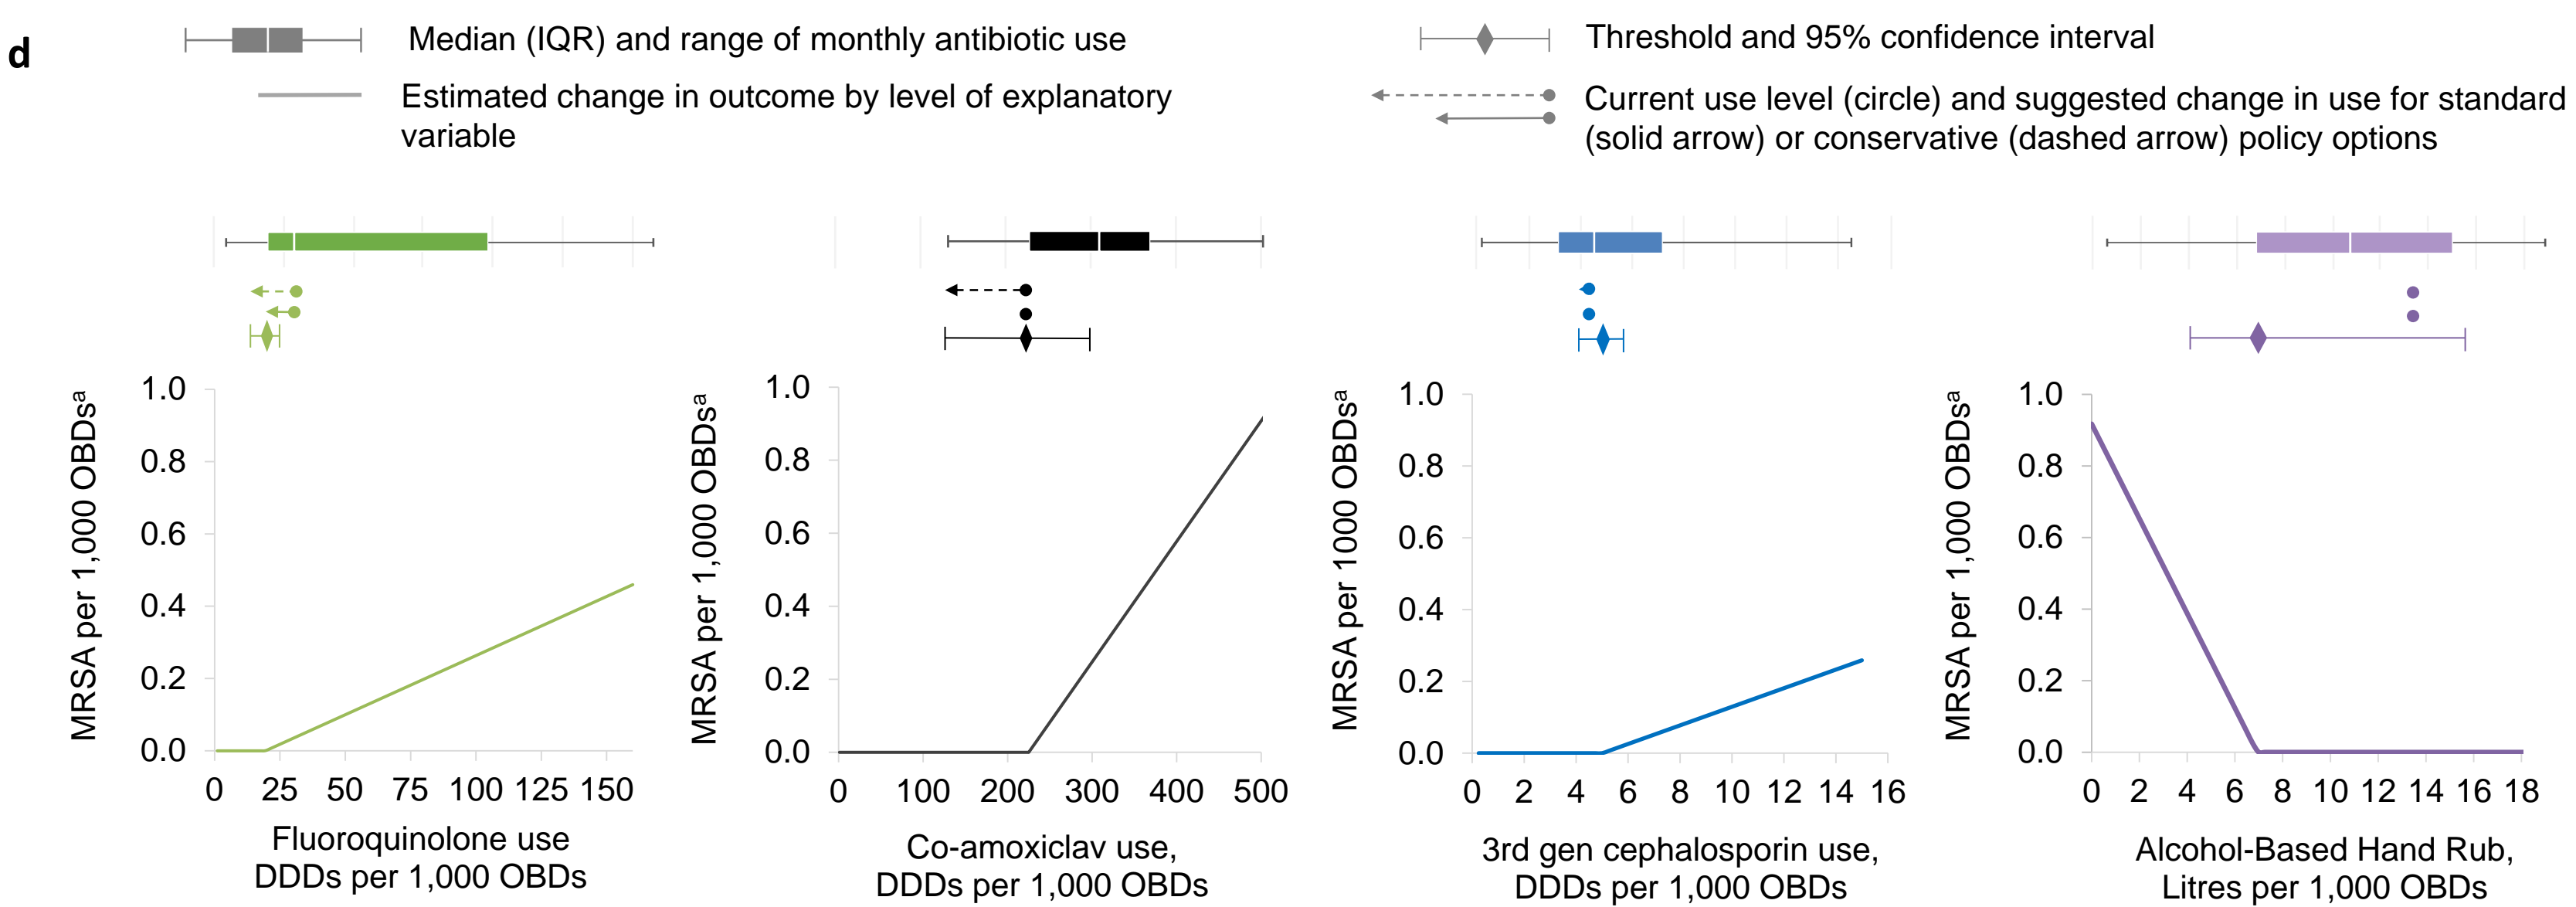 d
Median (IQR) and range of monthly antibiotic use
Estimated change in outcome by level of explanatory
variable
Threshold and 95% confidence interval
Current use level (circle) and suggested change in use for standard
(solid arrow) or conservative (dashed arrow) policy options
MRSA per 1,000 OBDsᵃ
1.0
0.8
0.6
0.4
0.2
0.0
0 25 50 75 100 125 150
Fluoroquinolone use
DDDs per 1,000 OBDs
MRSA per 1,000 OBDsᵃ
1.0
0.8
0.6
0.4
0.2
0.0
0 100 200 300 400 500
Co-amoxiclav use,
DDDs per 1,000 OBDs
MRSA per 1000 OBDsᵃ
1.0
0.8
0.6
0.4
0.2
0.0
0 2 4 6 8 10 12 14 16
3rd gen cephalosporin use,
DDDs per 1,000 OBDs
MRSA per 1,000 OBDsᵃ
1.0
0.8
0.6
0.4
0.2
0.0
0 2 4 6 8 10 12 14 16 18
Alcohol-Based Hand Rub,
Litres per 1,000 OBDs